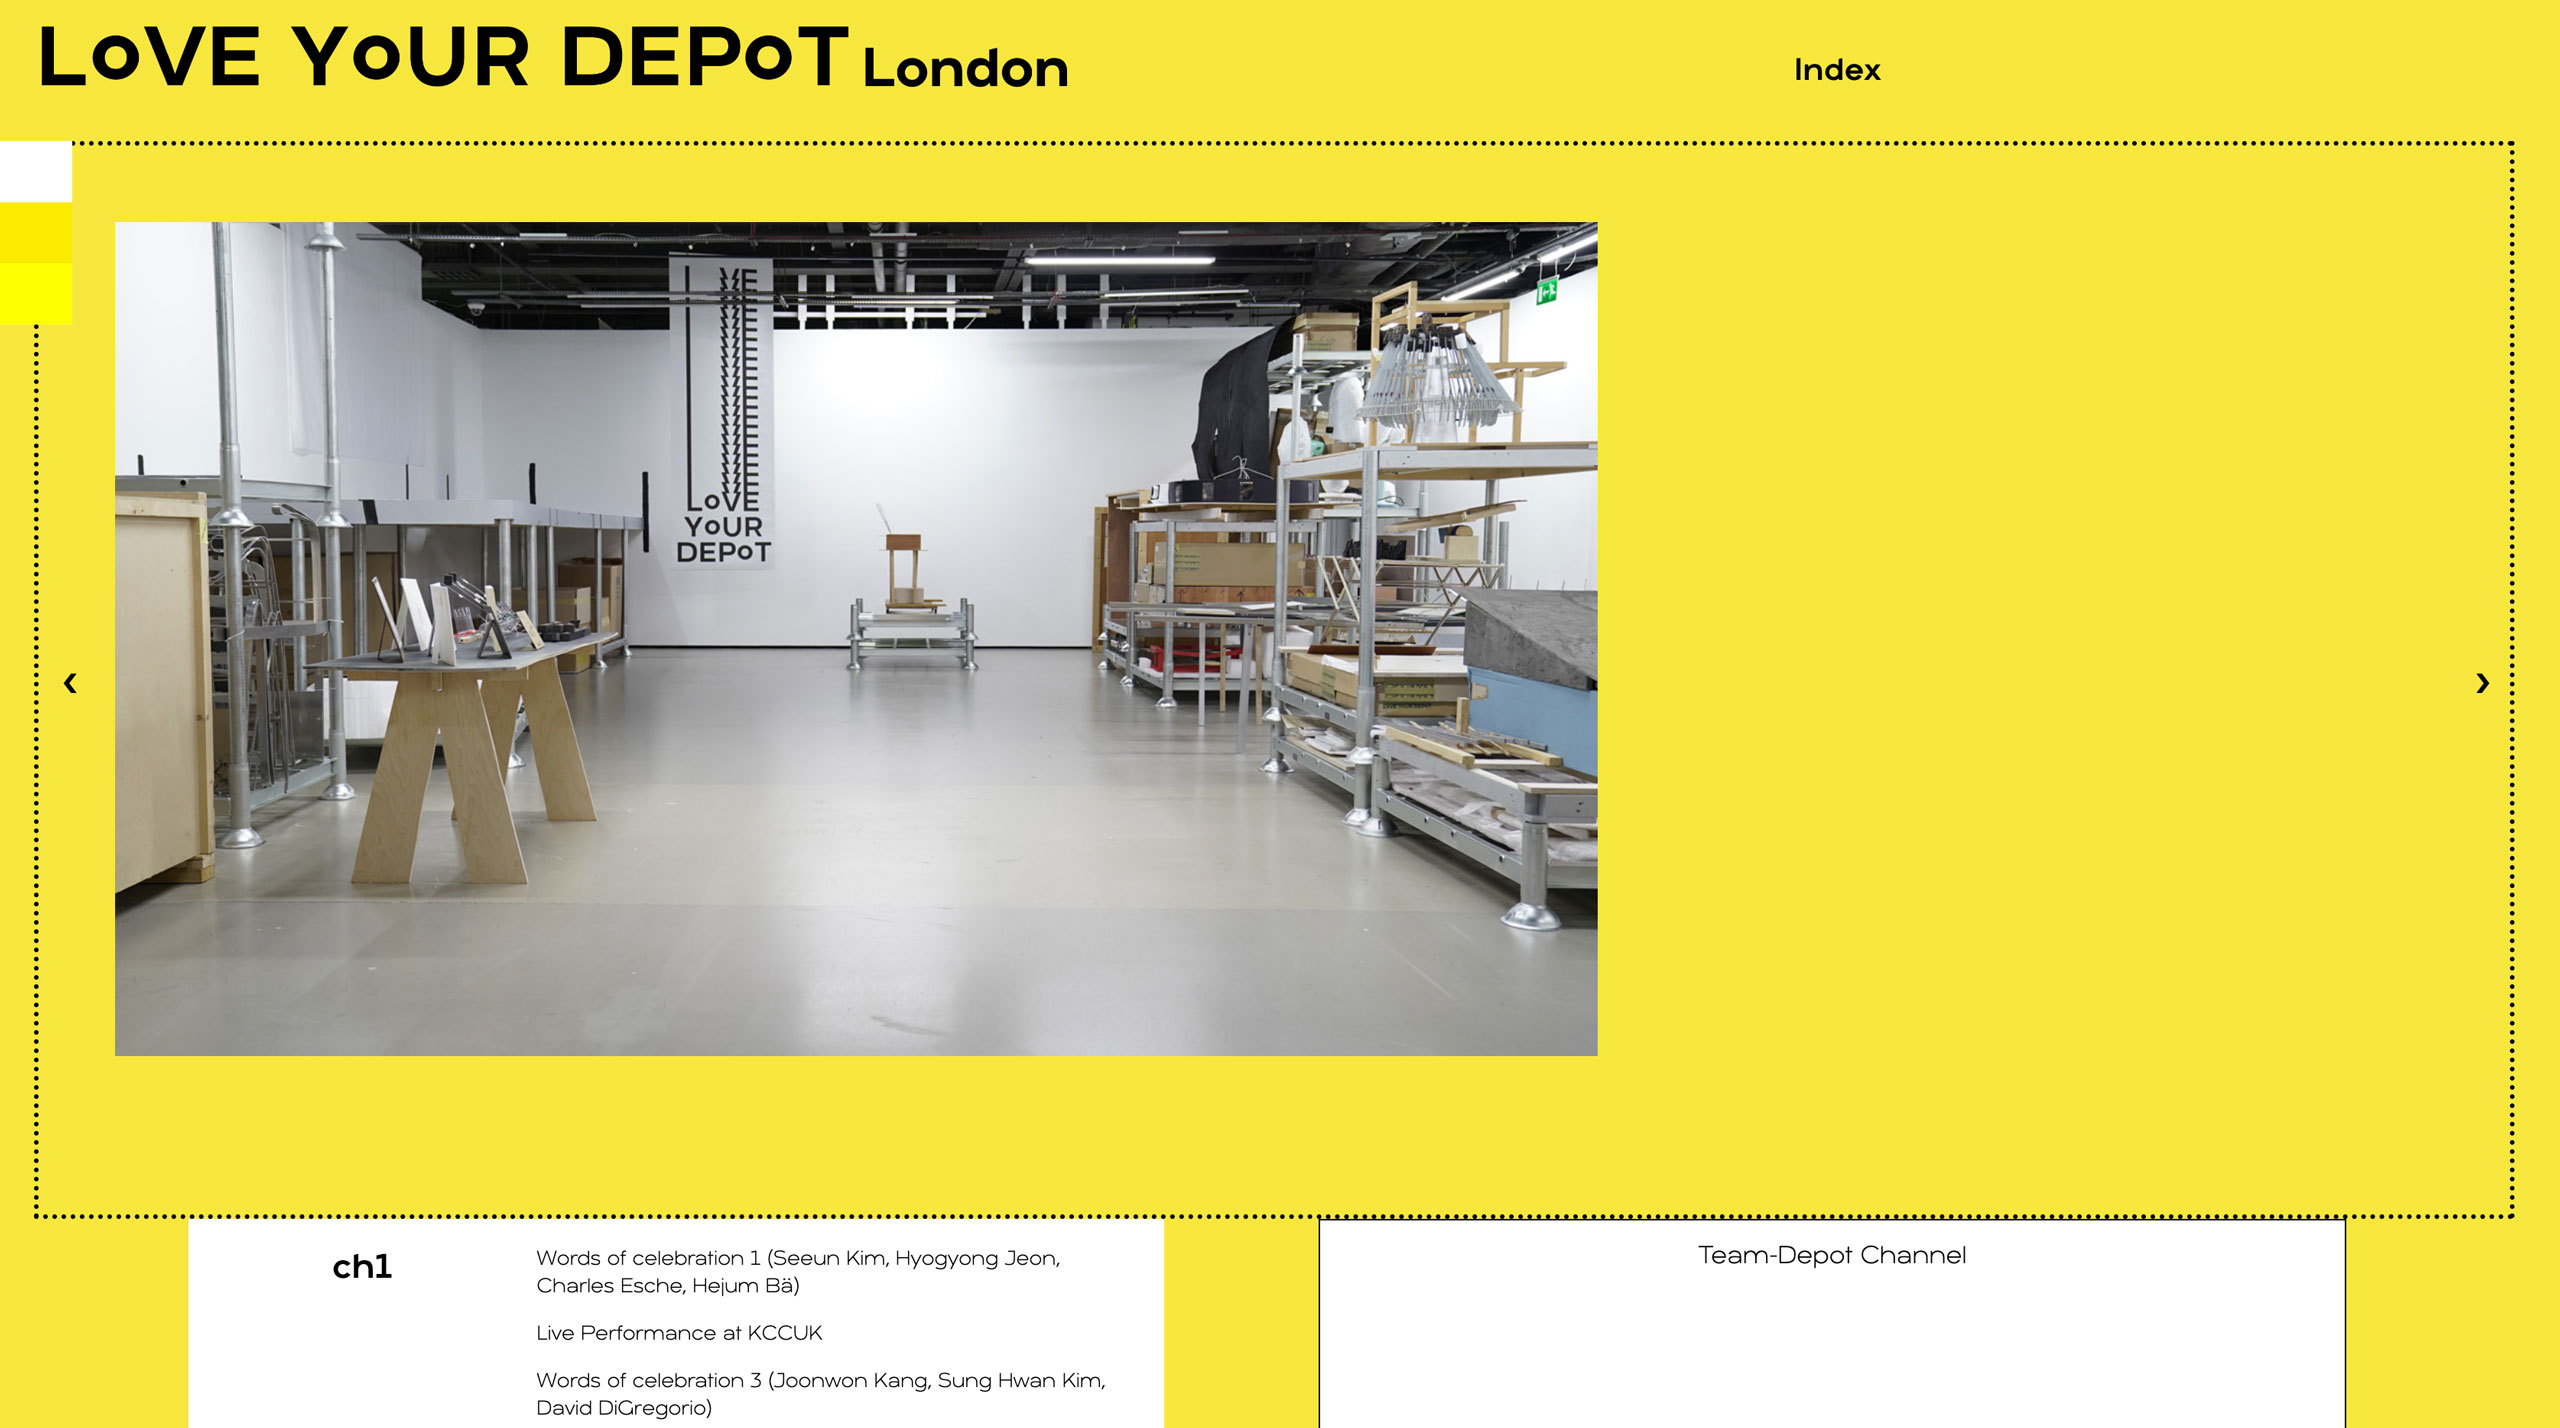 LoVE YoUR DEPoT London
Index
VE
LoVE
YoUR
DEPoT
‹
›
ch1
Words of celebration 1 (Seeun Kim, Hyogyong Jeon,
Charles Esche, Hejum Bä)
Live Performance at KCCUK
Words of celebration 3 (Joonwon Kang, Sung Hwan Kim,
David DiGregorio)
Team-Depot Channel